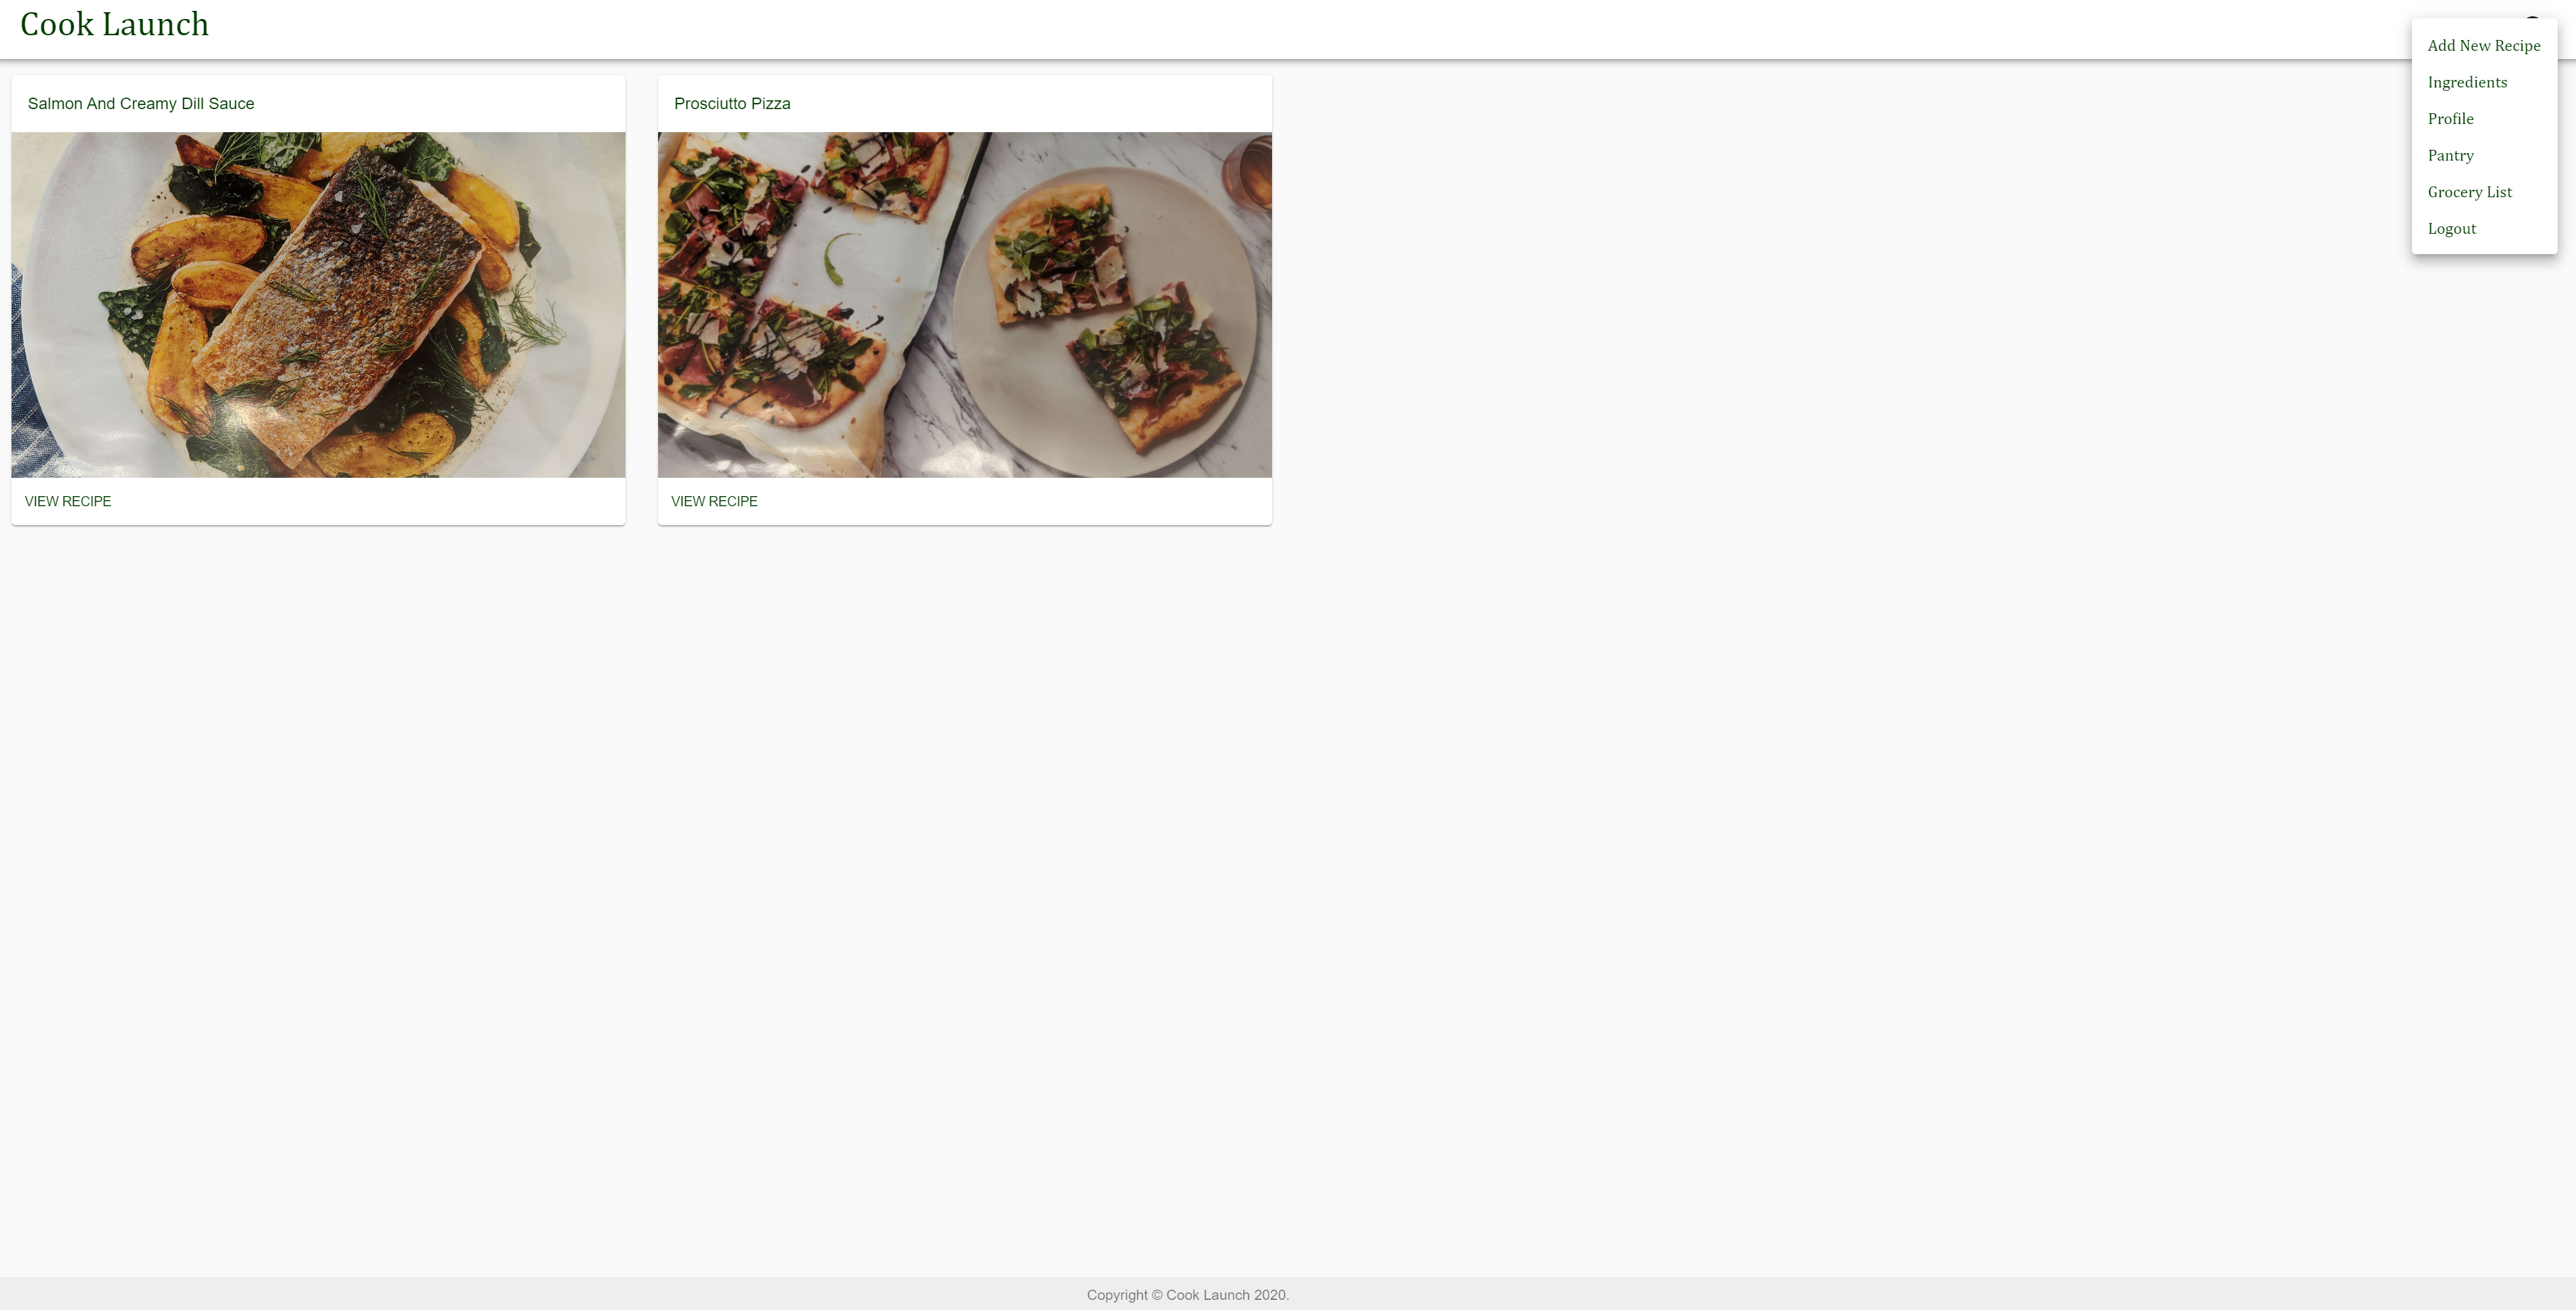 Cook Launch
Add New Recipe
Ingredients
Profile
Pantry
Grocery List
Logout
Salmon And Creamy Dill Sauce
Prosciutto Pizza
VIEW RECIPE
VIEW RECIPE
Copyright © Cook Launch 2020.